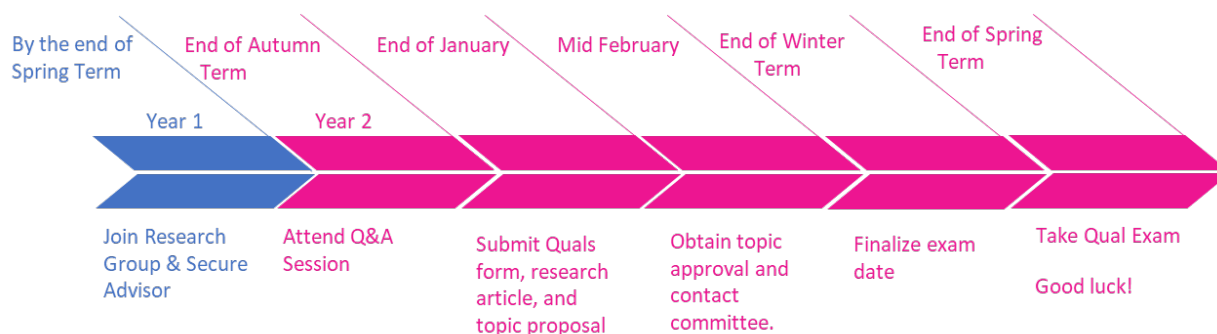 By the end of
Spring Term
End of Autumn
Term
End of January
Mid February
End of Winter
Term
End of Spring
Term
Year 1
Year 2
Join Research
Group & Secure
Advisor
Attend Q&A
Session
Submit Quals
form, research
article, and
topic proposal
Obtain topic
approval and
contact
committee.
Finalize exam
date
Take Qual Exam
Good luck!